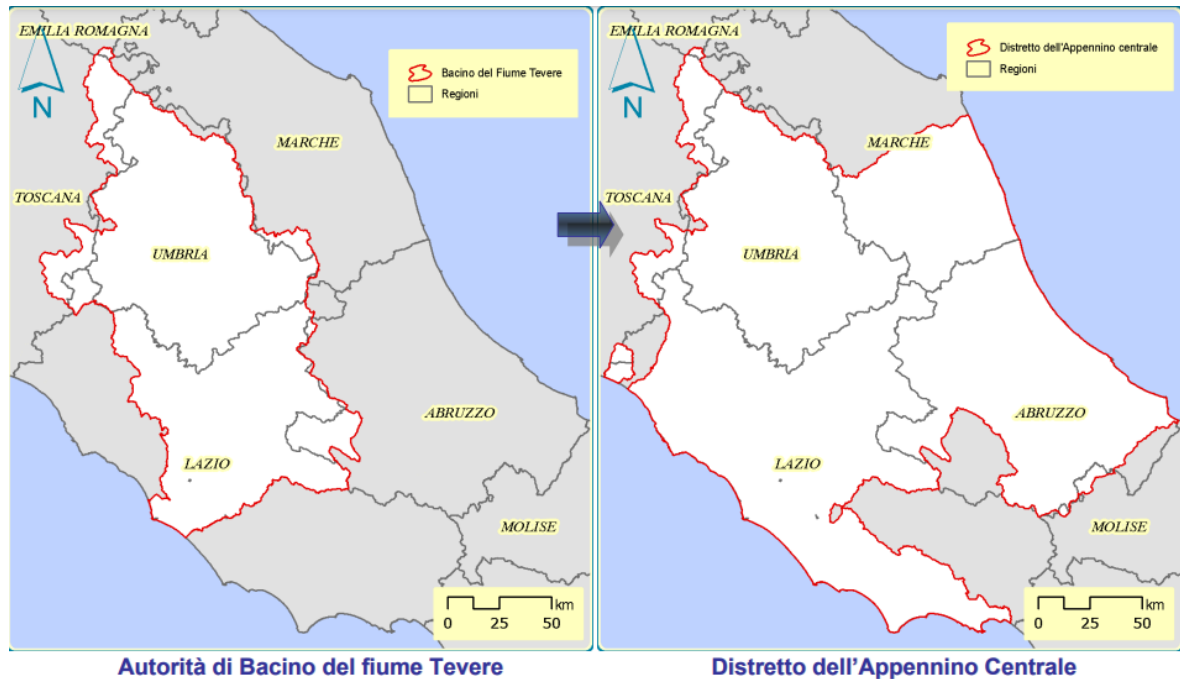 EMILIA ROMAGNA
N
Bacino del Fiume Tevere
Regioni
MARCHE
TOSCANA
UMBRIA
ABRUZZO
LAZIO
MOLISE
km
0 25 50
Autorità di Bacino del fiume Tevere
EMILIA ROMAGNA
N
Distretto dell'Appennino centrale
Regioni
MARCHE
TOSCANA
UMBRIA
ABRUZZO
LAZIO
MOLISE
km
0 25 50
Distretto dell'Appennino Centrale